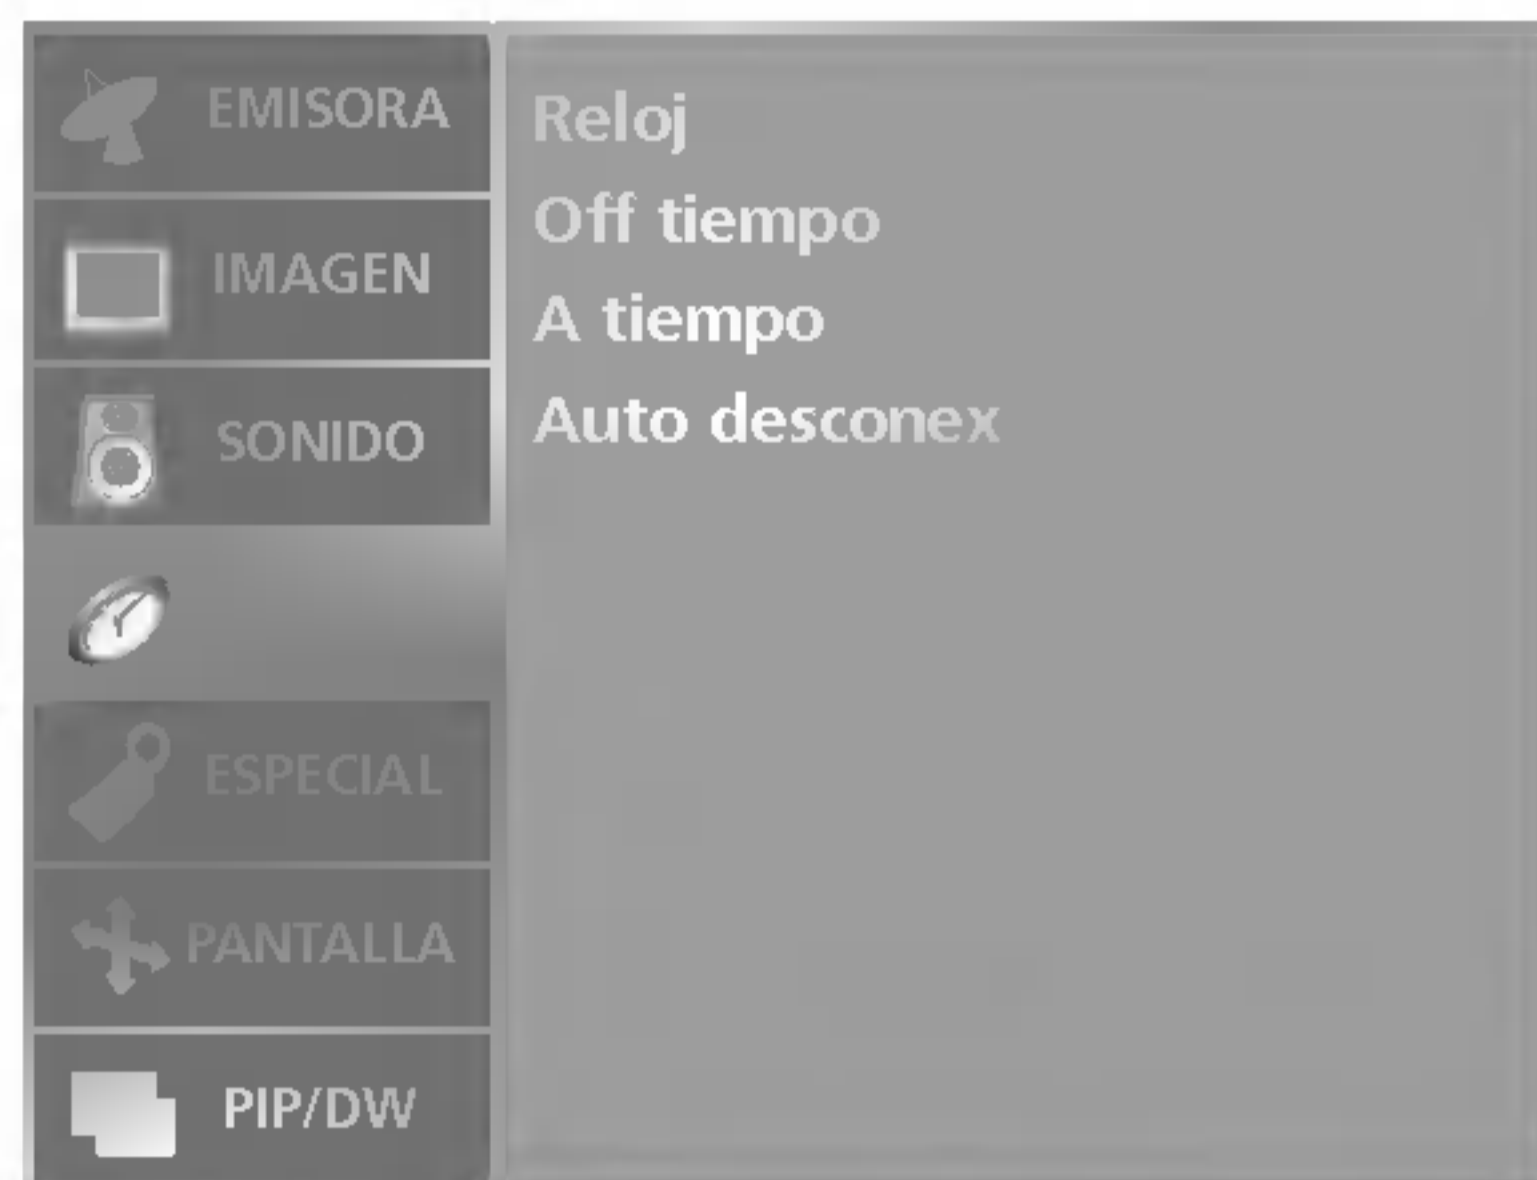 EMISORA
IMAGEN
SONIDO
ESPECIAL
PANTALLA
PIP/DW
Reloj
Off tiempo
A tiempo
Auto desconex